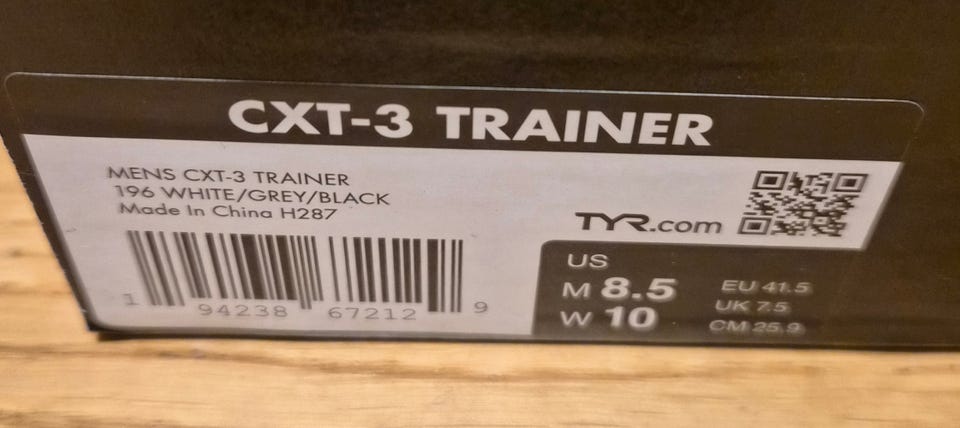 CXT-3 TRAINER
MENS CXT-3 TRAINER
196 WHITE/GREY/BLACK
Made In China H287
1 94238 67212 9
TYR.com
US
M 8.5
W 10
EU 41.5
UK 7.5
CM 25.9